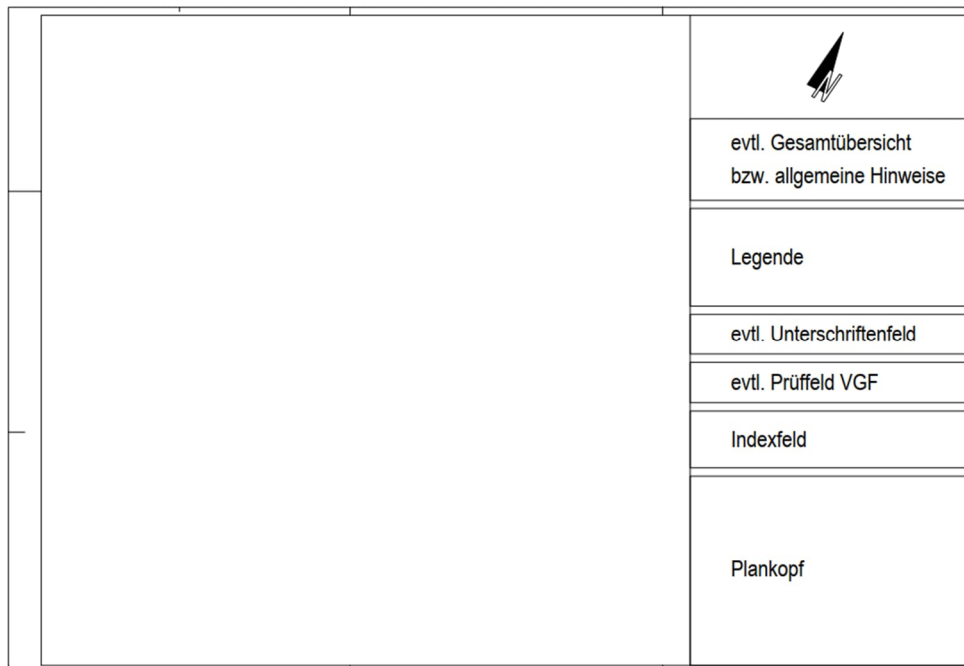 N
evtl. Gesamtübersicht
bzw. allgemeine Hinweise
Legende
evtl. Unterschriftenfeld
evtl. Prüffeld VGF
Indexfeld
Plankopf